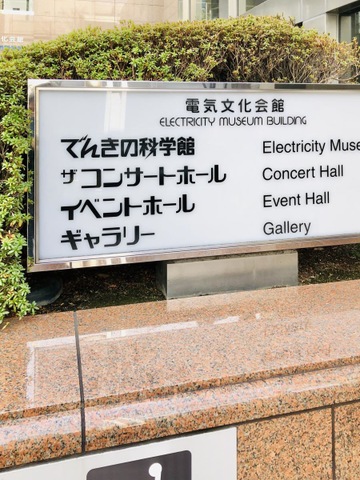 電気文化会館
ELECTRICITY MUSEUM BUILDING
でんきの科学館 Electricity Muse
ザ コンサートホール Concert Hall
イベントホール Event Hall
ギャラリー Gallery